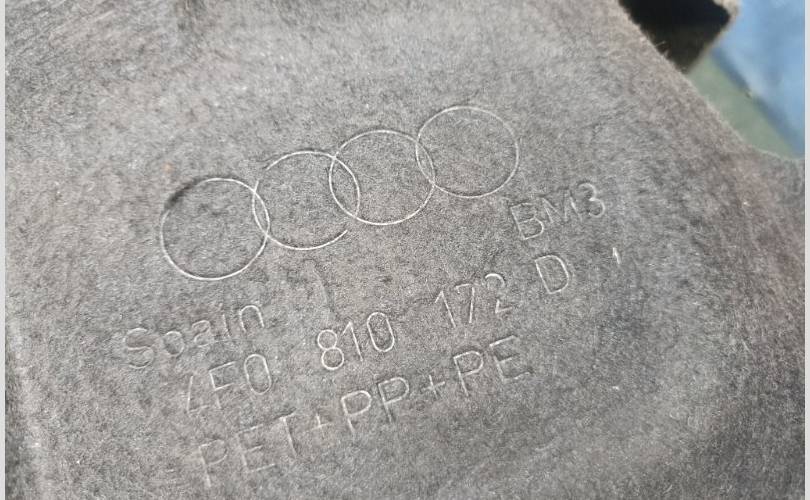 BM3
Spain
4F0 810 172 D
PET+PP+PE